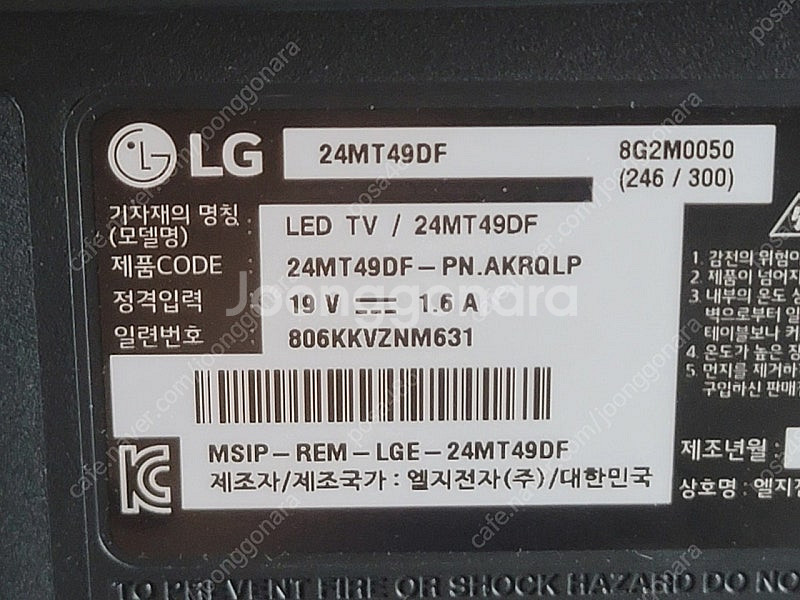 LG 24MT49DF 8G2M0050
(246 / 300)
기자재의 명칭 : LED TV / 24MT49DF
(모델명)
제품CODE : 24MT49DF-PN.AKRQLP
정격입력 : 19 V 1.6 A
일련번호 : 806KKVZNM631
MSIP-REM-LGE-24MT49DF
제조자/제조국가 : 엘지전자(주)/대한민국
1. 감전의 위험이
2. 제품이 넘어지
3. 내부의 온도 상
벽으로부터 일
테이블보나 커
4. 온도가 높은 장
5. 먼지를 제거하
구입하신 판매
제조년월 :
상호명 : 엘지전
TO PREVENT FIRE OR SHOCK HAZARD DO NO
Joonggonara
cafe.naver.com/joonggonara